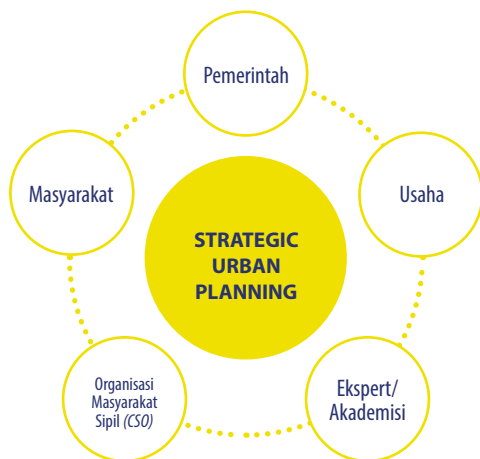 Pemerintah
Masyarakat
Usaha
STRATEGIC
URBAN
PLANNING
Organisasi
Masyarakat
Sipil (CSO)
Ekspert/
Akademisi